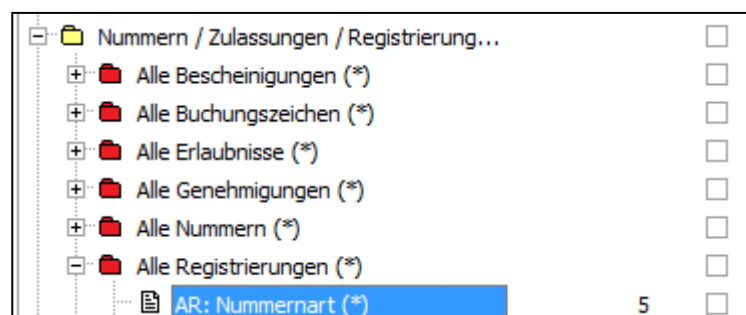 Nummern / Zulassungen / Registrierung...
Alle Bescheinigungen (*)
Alle Buchungszeichen (*)
Alle Erlaubnisse (*)
Alle Genehmigungen (*)
Alle Nummern (*)
Alle Registrierungen (*)
AR: Nummernart (*) 5